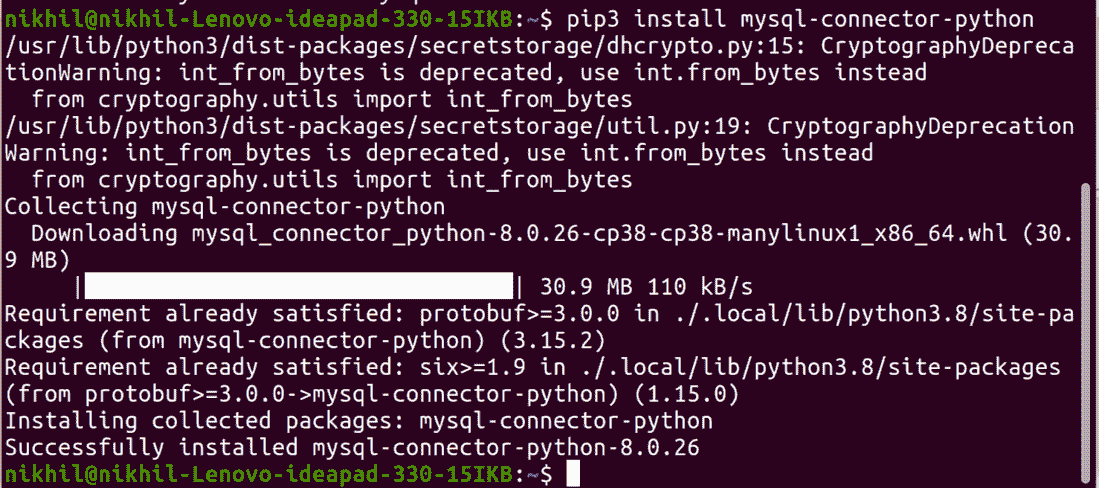 nikhil@nikhil-Lenovo-ideapad-330-15IKB:~$ pip3 install mysql-connector-python
/usr/lib/python3/dist-packages/secretstorage/dhcrypto.py:15: CryptographyDepreca
tionWarning: int_from_bytes is deprecated, use int.from_bytes instead
  from cryptography.utils import int_from_bytes
/usr/lib/python3/dist-packages/secretstorage/util.py:19: CryptographyDeprecation
Warning: int_from_bytes is deprecated, use int.from_bytes instead
  from cryptography.utils import int_from_bytes
Collecting mysql-connector-python
  Downloading mysql_connector_python-8.0.26-cp38-cp38-manylinux1_x86_64.whl (30.
9 MB)
     |                                | 30.9 MB 110 kB/s
Requirement already satisfied: protobuf>=3.0.0 in ./.local/lib/python3.8/site-pa
ckages (from mysql-connector-python) (3.15.2)
Requirement already satisfied: six>=1.9 in ./.local/lib/python3.8/site-packages
(from protobuf>=3.0.0->mysql-connector-python) (1.15.0)
Installing collected packages: mysql-connector-python
Successfully installed mysql-connector-python-8.0.26
nikhil@nikhil-Lenovo-ideapad-330-15IKB:~$